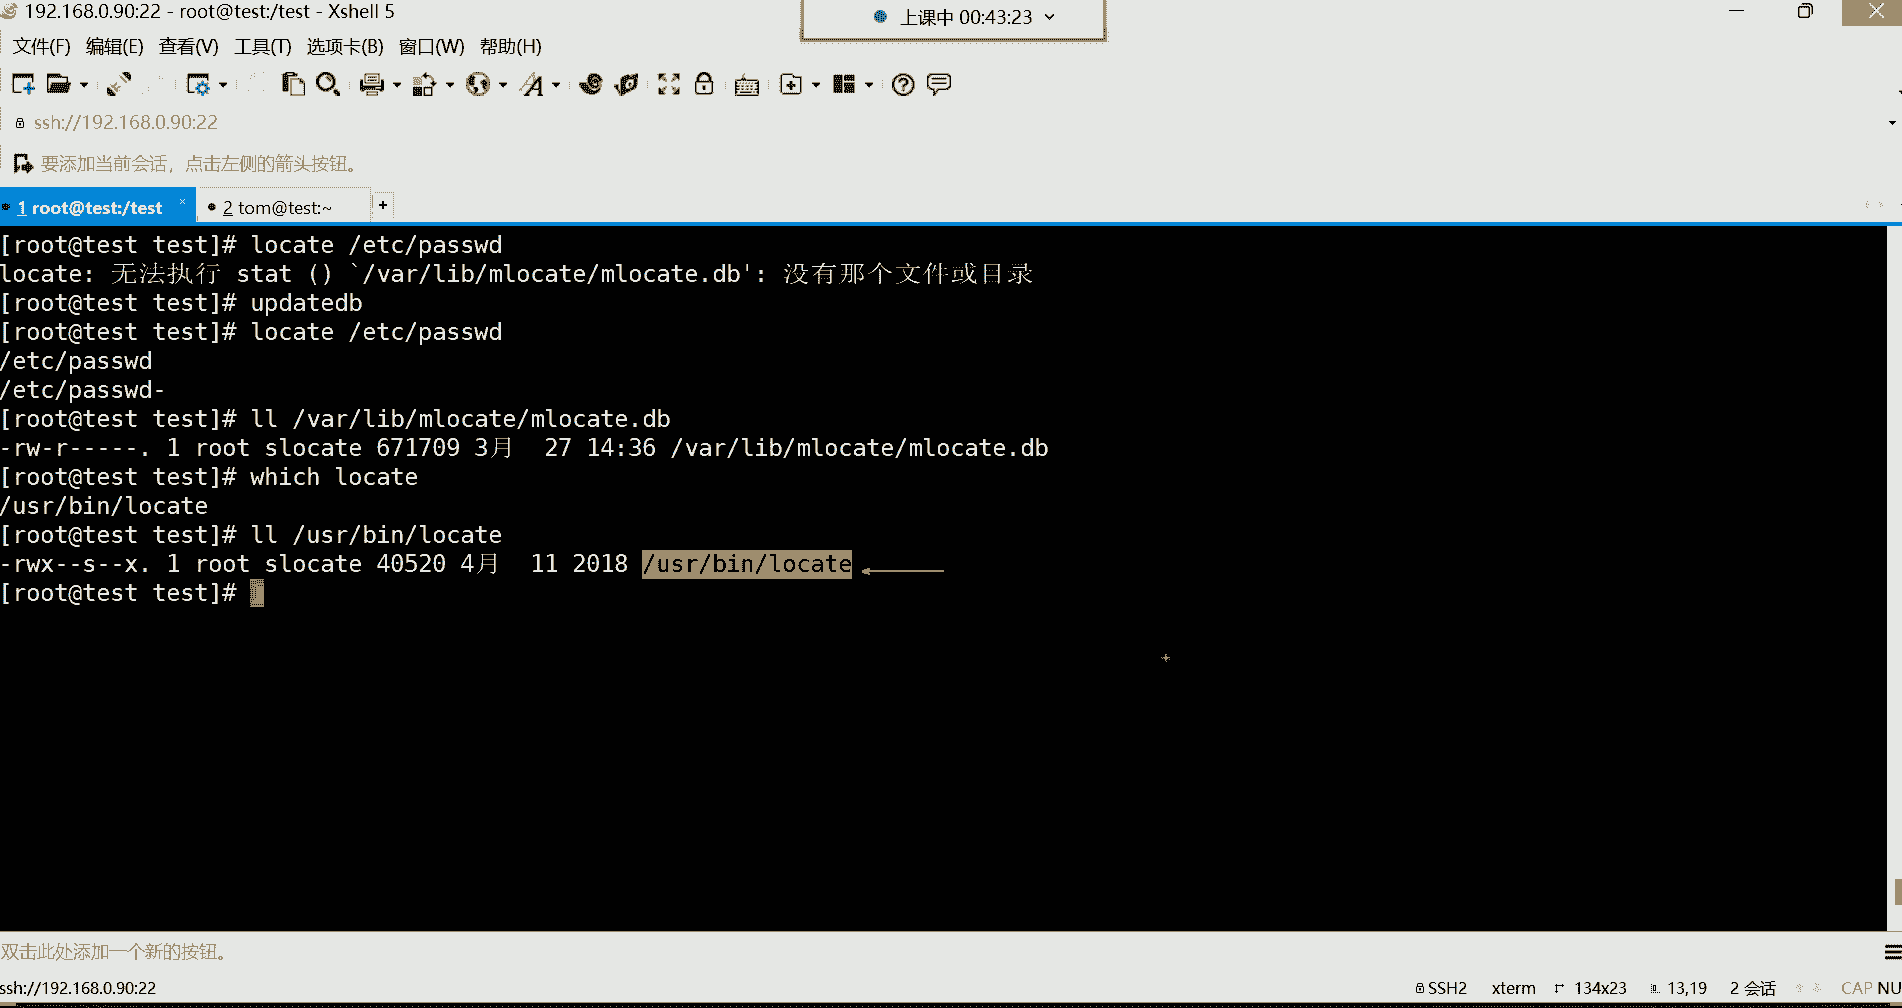 192.168.0.90:22 - root@test:/test - Xshell 5
上课中 00:43:23
文件(F) 编辑(E) 查看(V) 工具(T) 选项卡(B) 窗口(W) 帮助(H)
ssh://192.168.0.90:22
要添加当前会话，点击左侧的箭头按钮。
1 root@test:/test × 2 tom@test:~ +
[root@test test]# locate /etc/passwd
locate: 无法执行 stat () `/var/lib/mlocate/mlocate.db': 没有那个文件或目录
[root@test test]# updatedb
[root@test test]# locate /etc/passwd
/etc/passwd
/etc/passwd-
[root@test test]# ll /var/lib/mlocate/mlocate.db
-rw-r-----. 1 root slocate 671709 3月  27 14:36 /var/lib/mlocate/mlocate.db
[root@test test]# which locate
/usr/bin/locate
[root@test test]# ll /usr/bin/locate
-rwx--s--x. 1 root slocate 40520 4月  11 2018 /usr/bin/locate
[root@test test]#
双击此处添加一个新的按钮。
ssh://192.168.0.90:22 SSH2 xterm 134x23 13,19 2 会话 CAP NU